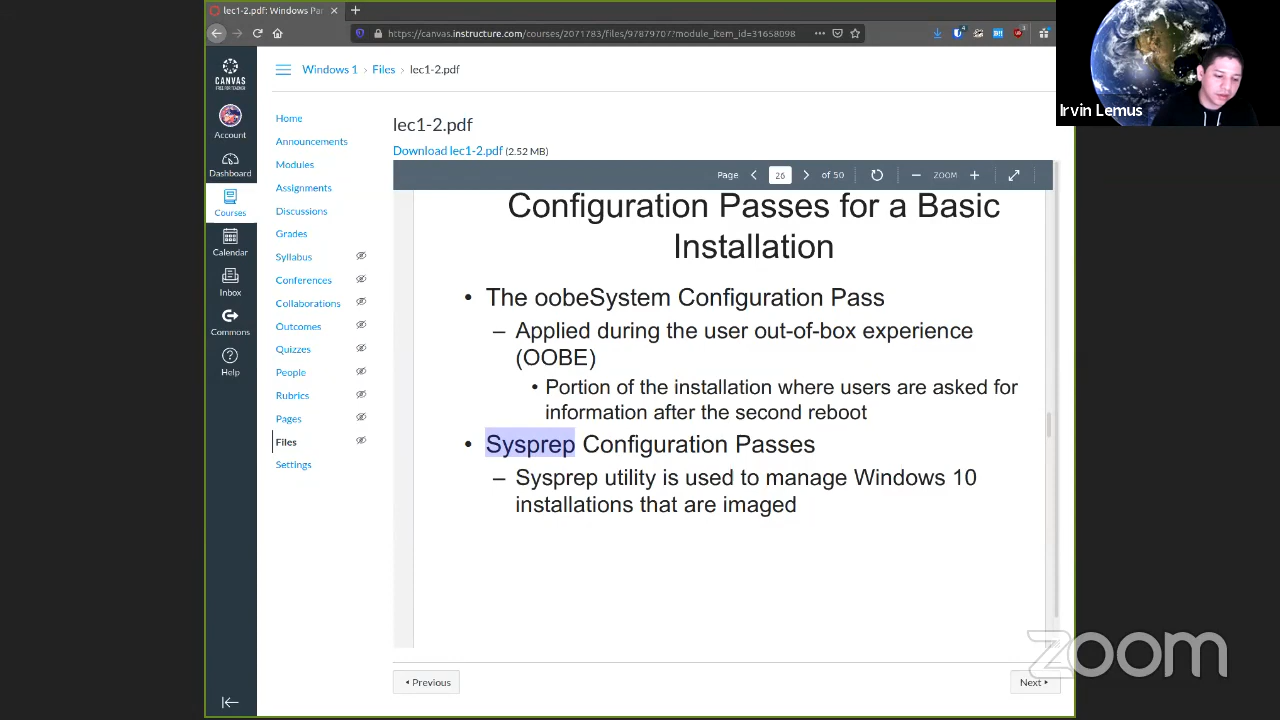 lec1-2.pdf: Windows Par
https://canvas.instructure.com/courses/2071783/files/97879707?module_item_id=31658098
Irvin Lemus
CANVAS
FREE FOR TEACHER
Account
Dashboard
Courses
Calendar
Inbox
Commons
Help
Windows 1 › Files › lec1-2.pdf
Home
Announcements
Modules
Assignments
Discussions
Grades
Syllabus
Conferences
Collaborations
Outcomes
Quizzes
People
Rubrics
Pages
Files
Settings
lec1-2.pdf
Download lec1-2.pdf (2.52 MB)
Page 26 of 50 ZOOM
Configuration Passes for a Basic
Installation
• The oobeSystem Configuration Pass
– Applied during the user out-of-box experience
(OOBE)
• Portion of the installation where users are asked for
information after the second reboot
• Sysprep Configuration Passes
– Sysprep utility is used to manage Windows 10
installations that are imaged
Previous
Next
zoom